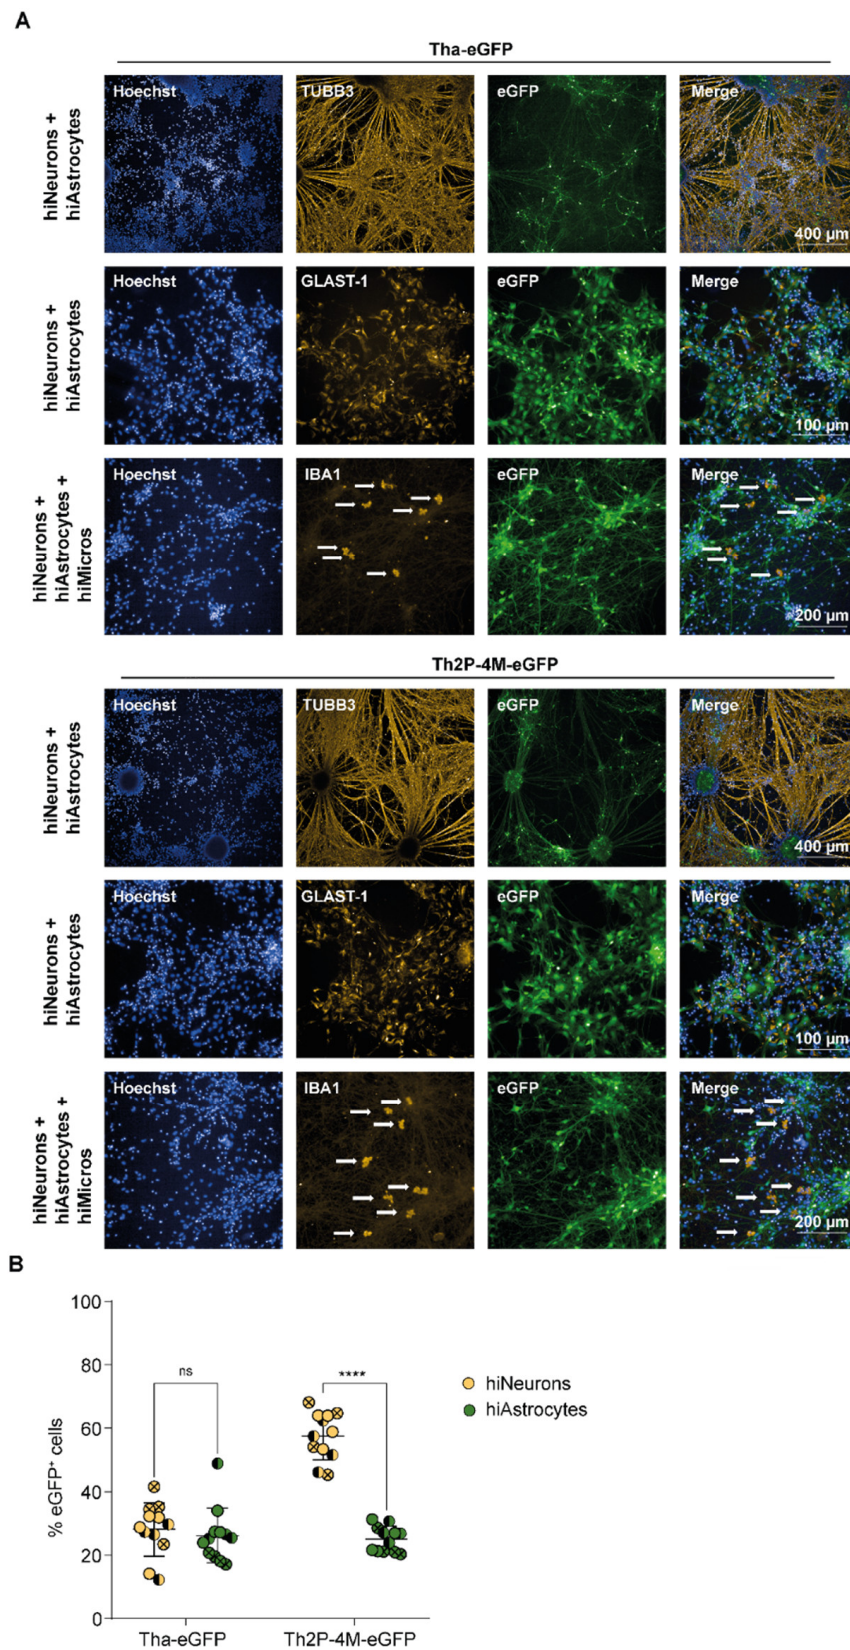 A
Tha-eGFP
hiNeurons +
hiAstrocytes
Hoechst
TUBB3
eGFP
Merge
400 µm
hiNeurons +
hiAstrocytes
Hoechst
GLAST-1
eGFP
Merge
100 µm
hiNeurons +
hiAstrocytes +
hiMicros
Hoechst
IBA1
eGFP
Merge
200 µm
Th2P-4M-eGFP
hiNeurons +
hiAstrocytes
Hoechst
TUBB3
eGFP
Merge
400 µm
hiNeurons +
hiAstrocytes
Hoechst
GLAST-1
eGFP
Merge
100 µm
hiNeurons +
hiAstrocytes +
hiMicros
Hoechst
IBA1
eGFP
Merge
200 µm
B
% eGFP⁺ cells
100
80
60
40
20
0
ns
****
hiNeurons
hiAstrocytes
Tha-eGFP
Th2P-4M-eGFP